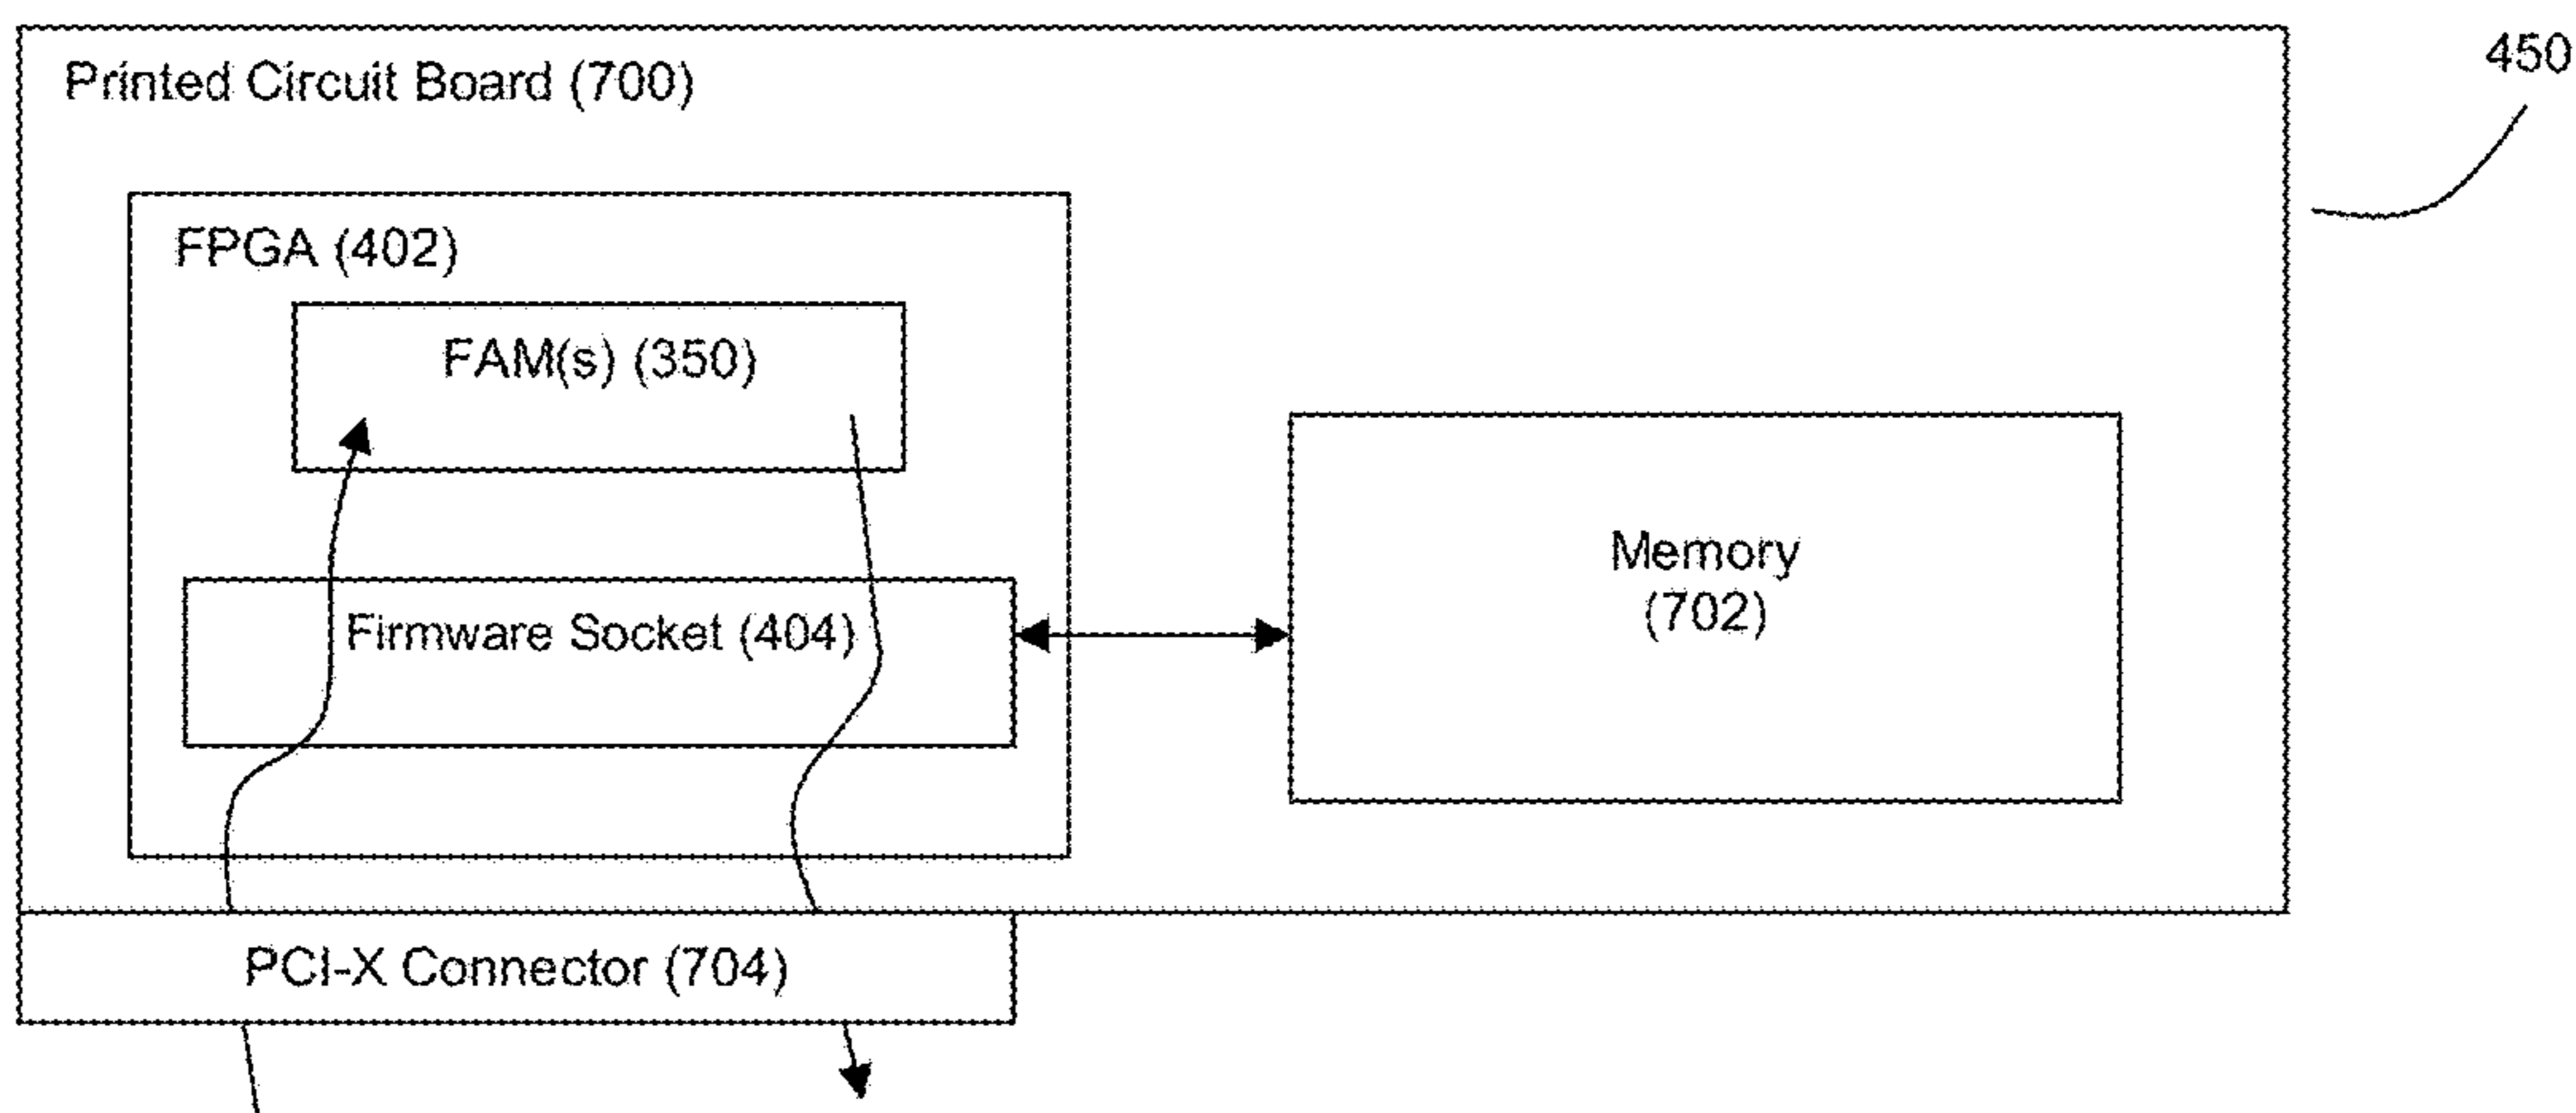 Printed Circuit Board (700)
450
FPGA (402)
FAM(s) (350)
Firmware Socket (404)
Memory
(702)
PCI-X Connector (704)